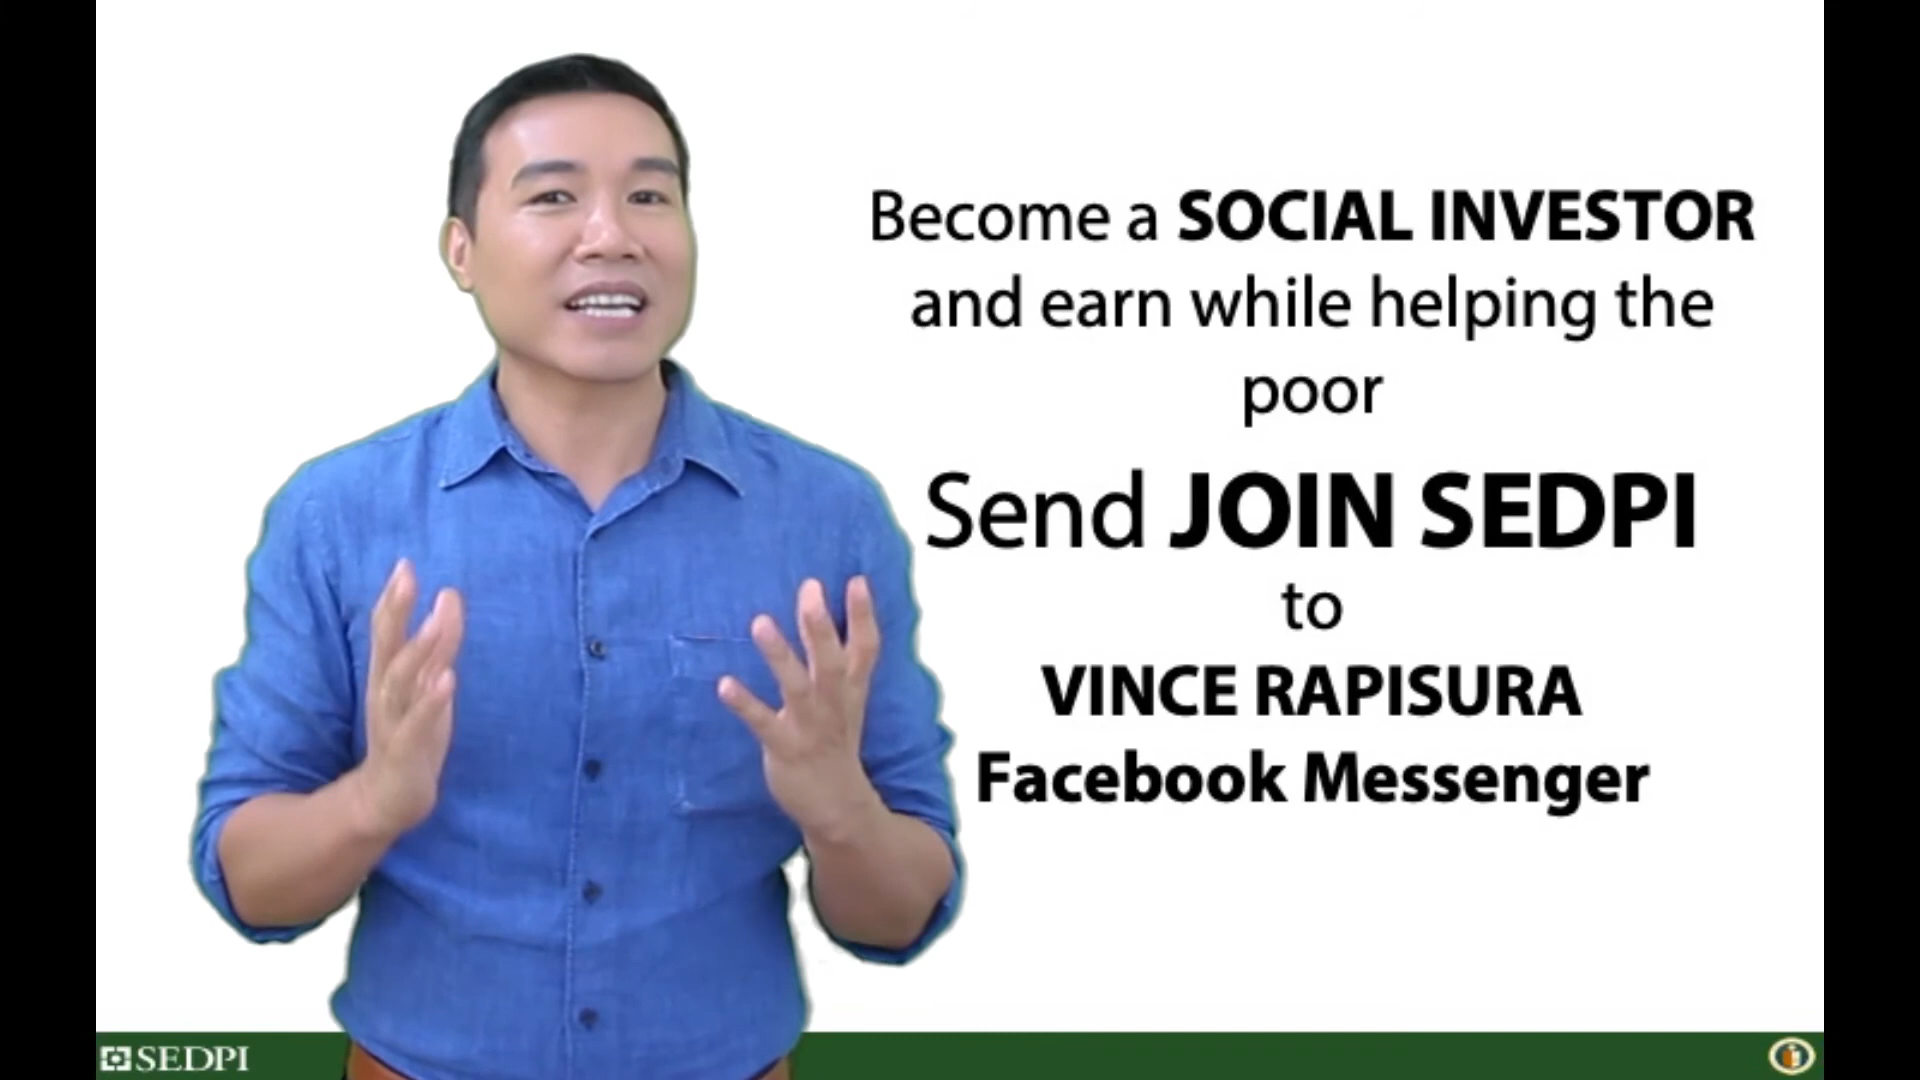 Become a SOCIAL INVESTOR
and earn while helping the
poor
Send JOIN SEDPI
to
VINCE RAPISURA
Facebook Messenger
SEDPI